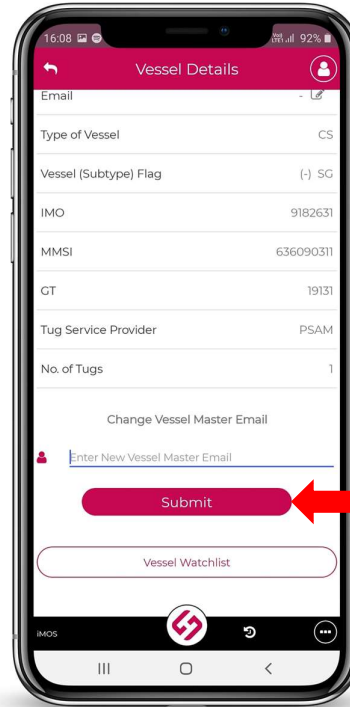 16:08 92%
Vessel Details
Email -
Type of Vessel CS
Vessel (Subtype) Flag (-) SG
IMO 9182631
MMSI 636090311
GT 19131
Tug Service Provider PSAM
No. of Tugs 1
Change Vessel Master Email
Enter New Vessel Master Email
Submit
Vessel Watchlist
iMOS